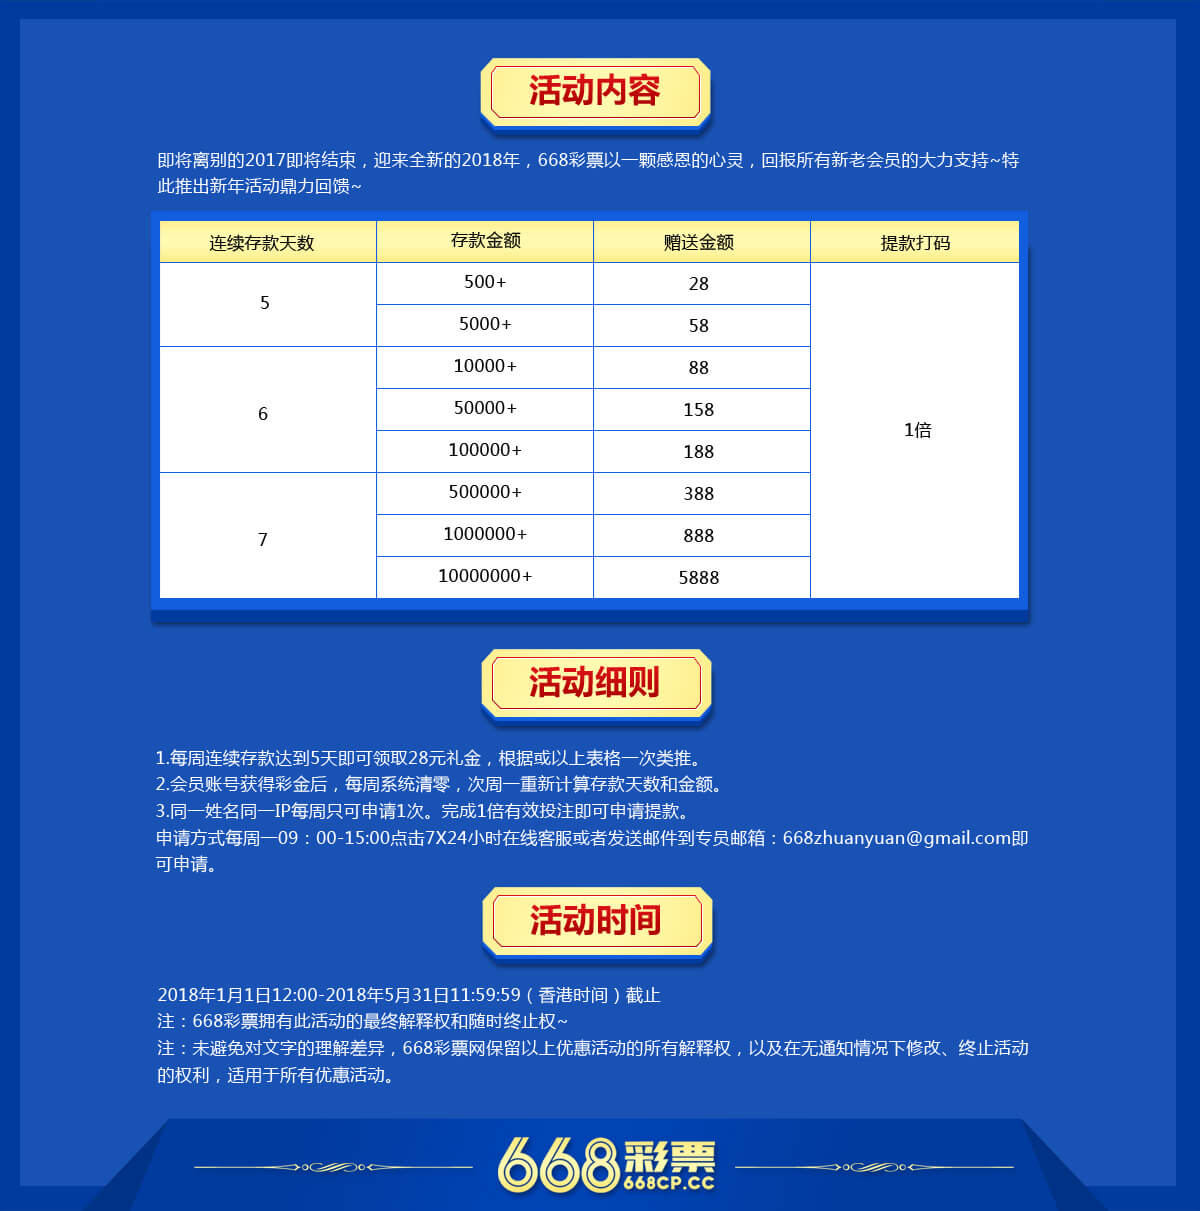 活动内容
即将离别的2017即将结束，迎来全新的2018年，668彩票以一颗感恩的心灵，回报所有新老会员的大力支持~特
此推出新年活动鼎力回馈~
连续存款天数 存款金额 赠送金额 提款打码
5 500+ 28
5000+ 58
6 10000+ 88
50000+ 158
100000+ 188
1倍
7 500000+ 388
1000000+ 888
10000000+ 5888
活动细则
1.每周连续存款达到5天即可领取28元礼金，根据或以上表格一次类推。
2.会员账号获得彩金后，每周系统清零，次周一重新计算存款天数和金额。
3.同一姓名同一IP每周只可申请1次。完成1倍有效投注即可申请提款。
申请方式每周一09：00-15:00点击7X24小时在线客服或者发送邮件到专员邮箱：668zhuanyuan@gmail.com即
可申请。
活动时间
2018年1月1日12:00-2018年5月31日11:59:59（香港时间）截止
注：668彩票拥有此活动的最终解释权和随时终止权~
注：未避免对文字的理解差异，668彩票网保留以上优惠活动的所有解释权，以及在无通知情况下修改、终止活动
的权利，适用于所有优惠活动。
668彩票
668CP.CC